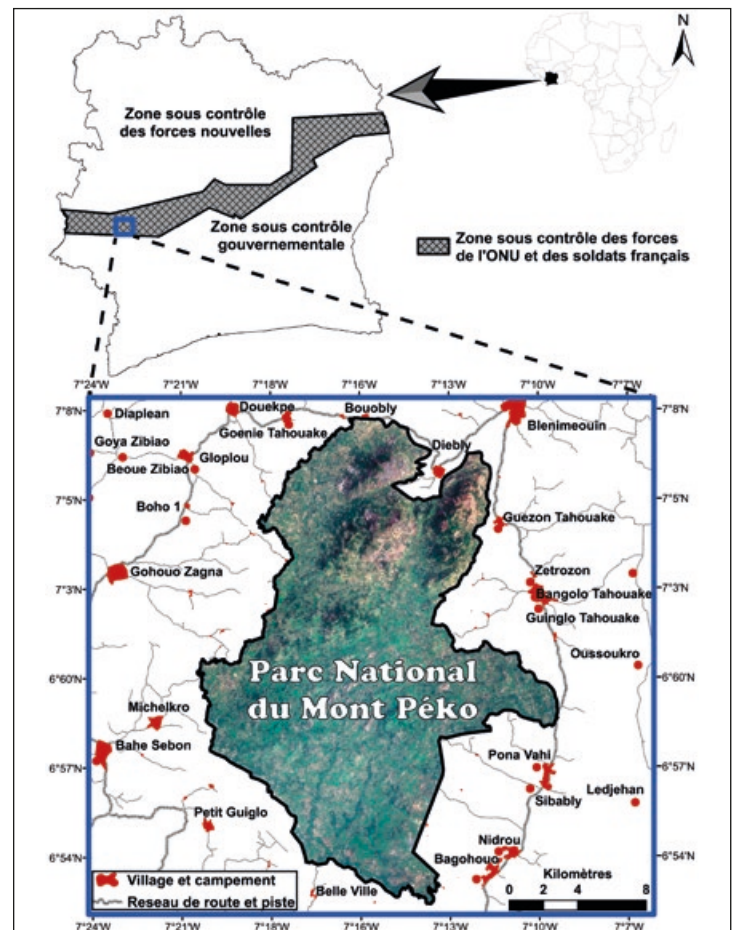 N
Zone sous contrôle
des forces nouvelles
Zone sous contrôle
gouvernementale
Zone sous contrôle des forces
de l'ONU et des soldats français
7°24'W 7°21'W 7°18'W 7°16'W 7°13'W 7°10'W 7°7'W
7°8'N
7°8'N
Diaplean
Douekpe
Bouobly
Goenie Tahouake
Blenimeouin
Goya Zibiao
Gloplou
Diebly
Beoue Zibiao
7°5'N
7°5'N
Boho 1
Guezon Tahouake
Gohouo Zagna
Zetrozon
7°3'N
7°3'N
Bangolo Tahouake
Guinglo Tahouake
Oussoukro
6°60'N
6°60'N
Parc National
du Mont Péko
Michelkro
Bahe Sebon
Pona Vahi
6°57'N
6°57'N
Sibably
Ledjehan
Petit Guiglo
Nidrou
6°54'N
6°54'N
Bagohouo
Kilomètres
Village et campement
Belle Ville
0 2 4 8
Reseau de route et piste
7°24'W 7°21'W 7°18'W 7°16'W 7°13'W 7°10'W 7°7'W